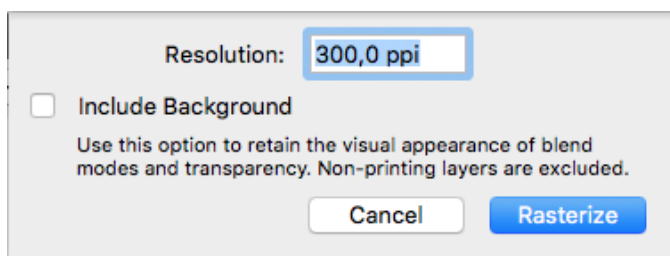 Resolution: 300,0 ppi
Include Background
Use this option to retain the visual appearance of blend
modes and transparency. Non-printing layers are excluded.
Cancel Rasterize